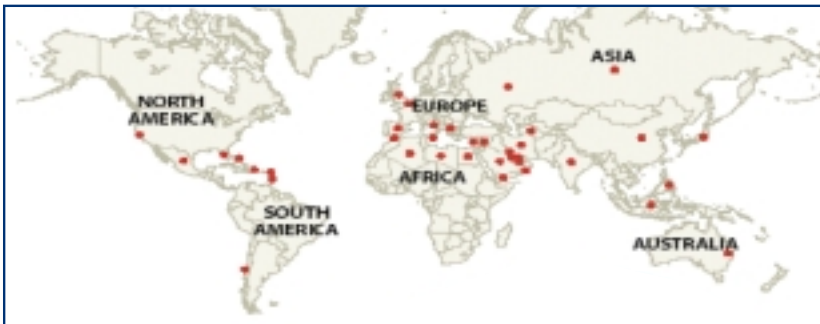 ASIA
NORTH
AMERICA
EUROPE
AFRICA
SOUTH
AMERICA
AUSTRALIA